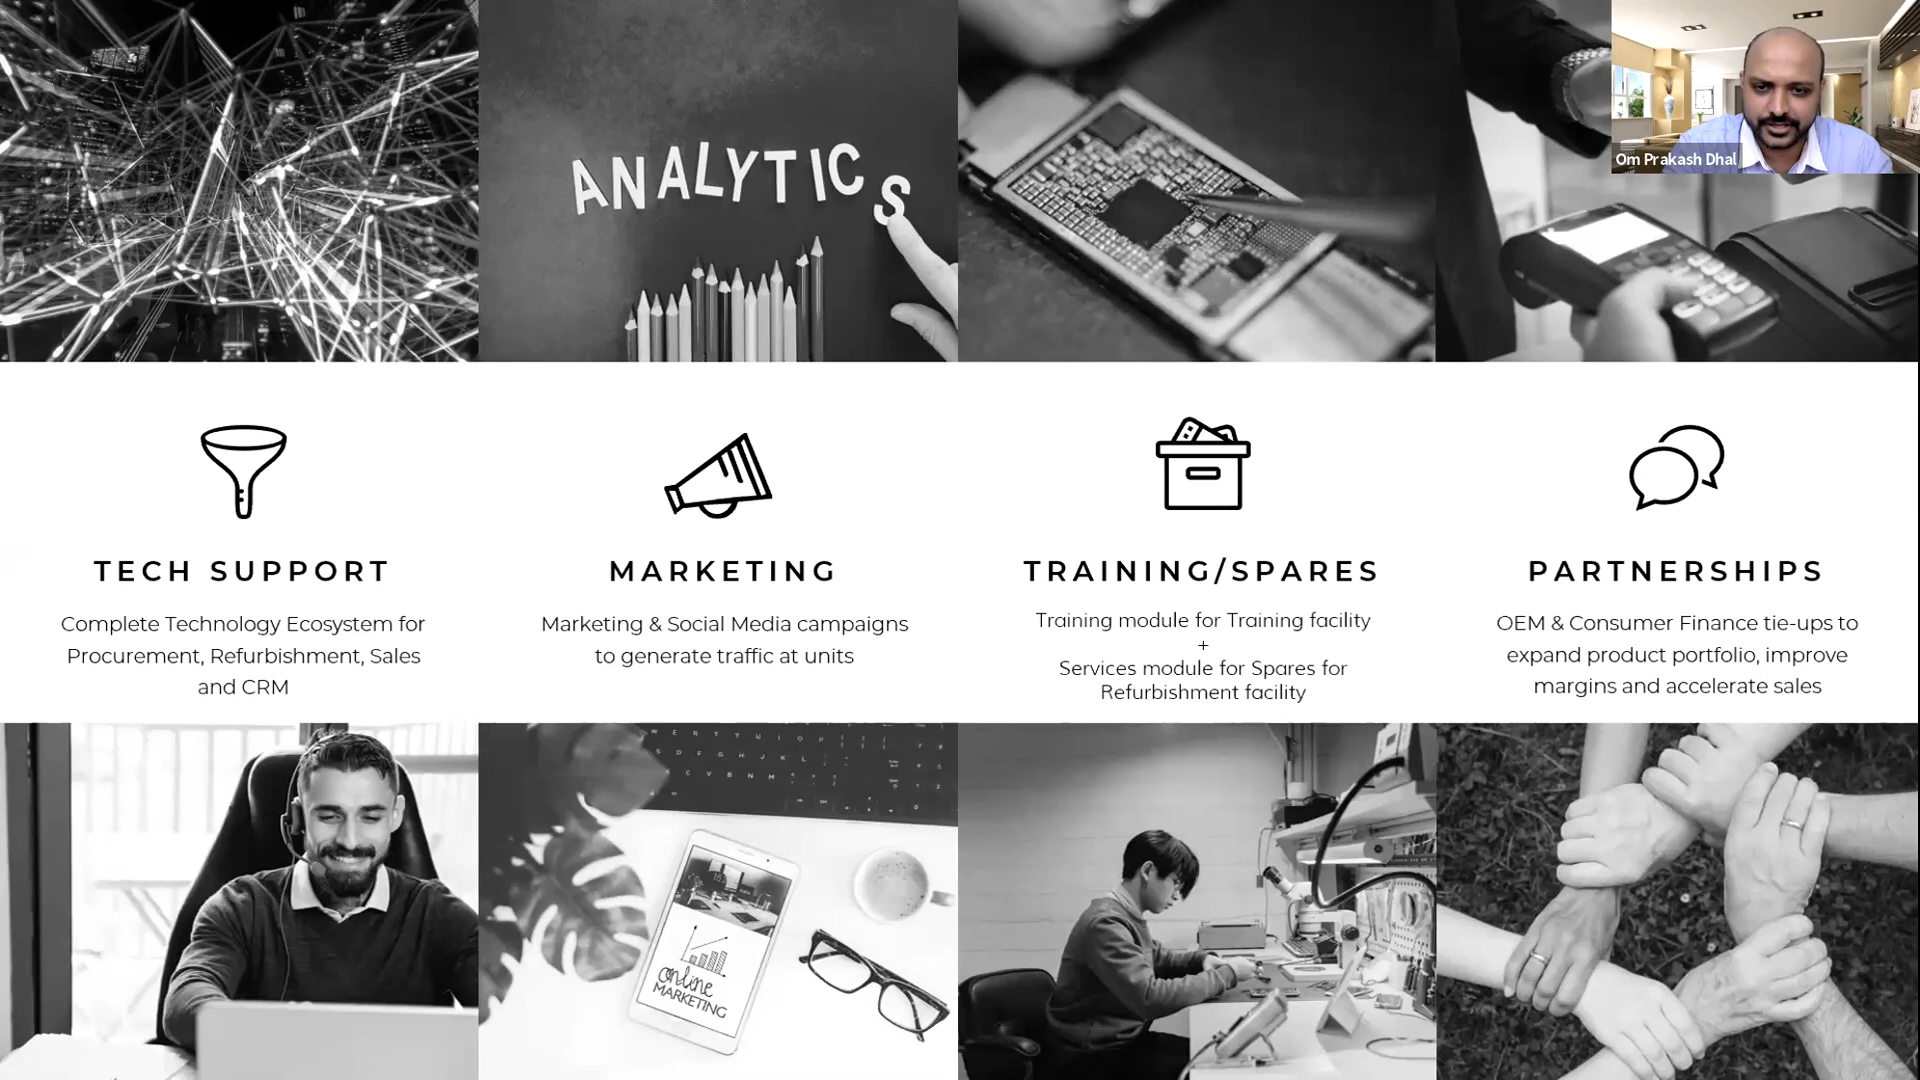 ANALYTICS
Om Prakash Dhal
TECH SUPPORT
Complete Technology Ecosystem for
Procurement, Refurbishment, Sales
and CRM
MARKETING
Marketing & Social Media campaigns
to generate traffic at units
TRAINING/SPARES
Training module for Training facility
+
Services module for Spares for
Refurbishment facility
PARTNERSHIPS
OEM & Consumer Finance tie-ups to
expand product portfolio, improve
margins and accelerate sales
W E R T Y U I O P
S D F G H J K L
C V B N M
online
MARKETING